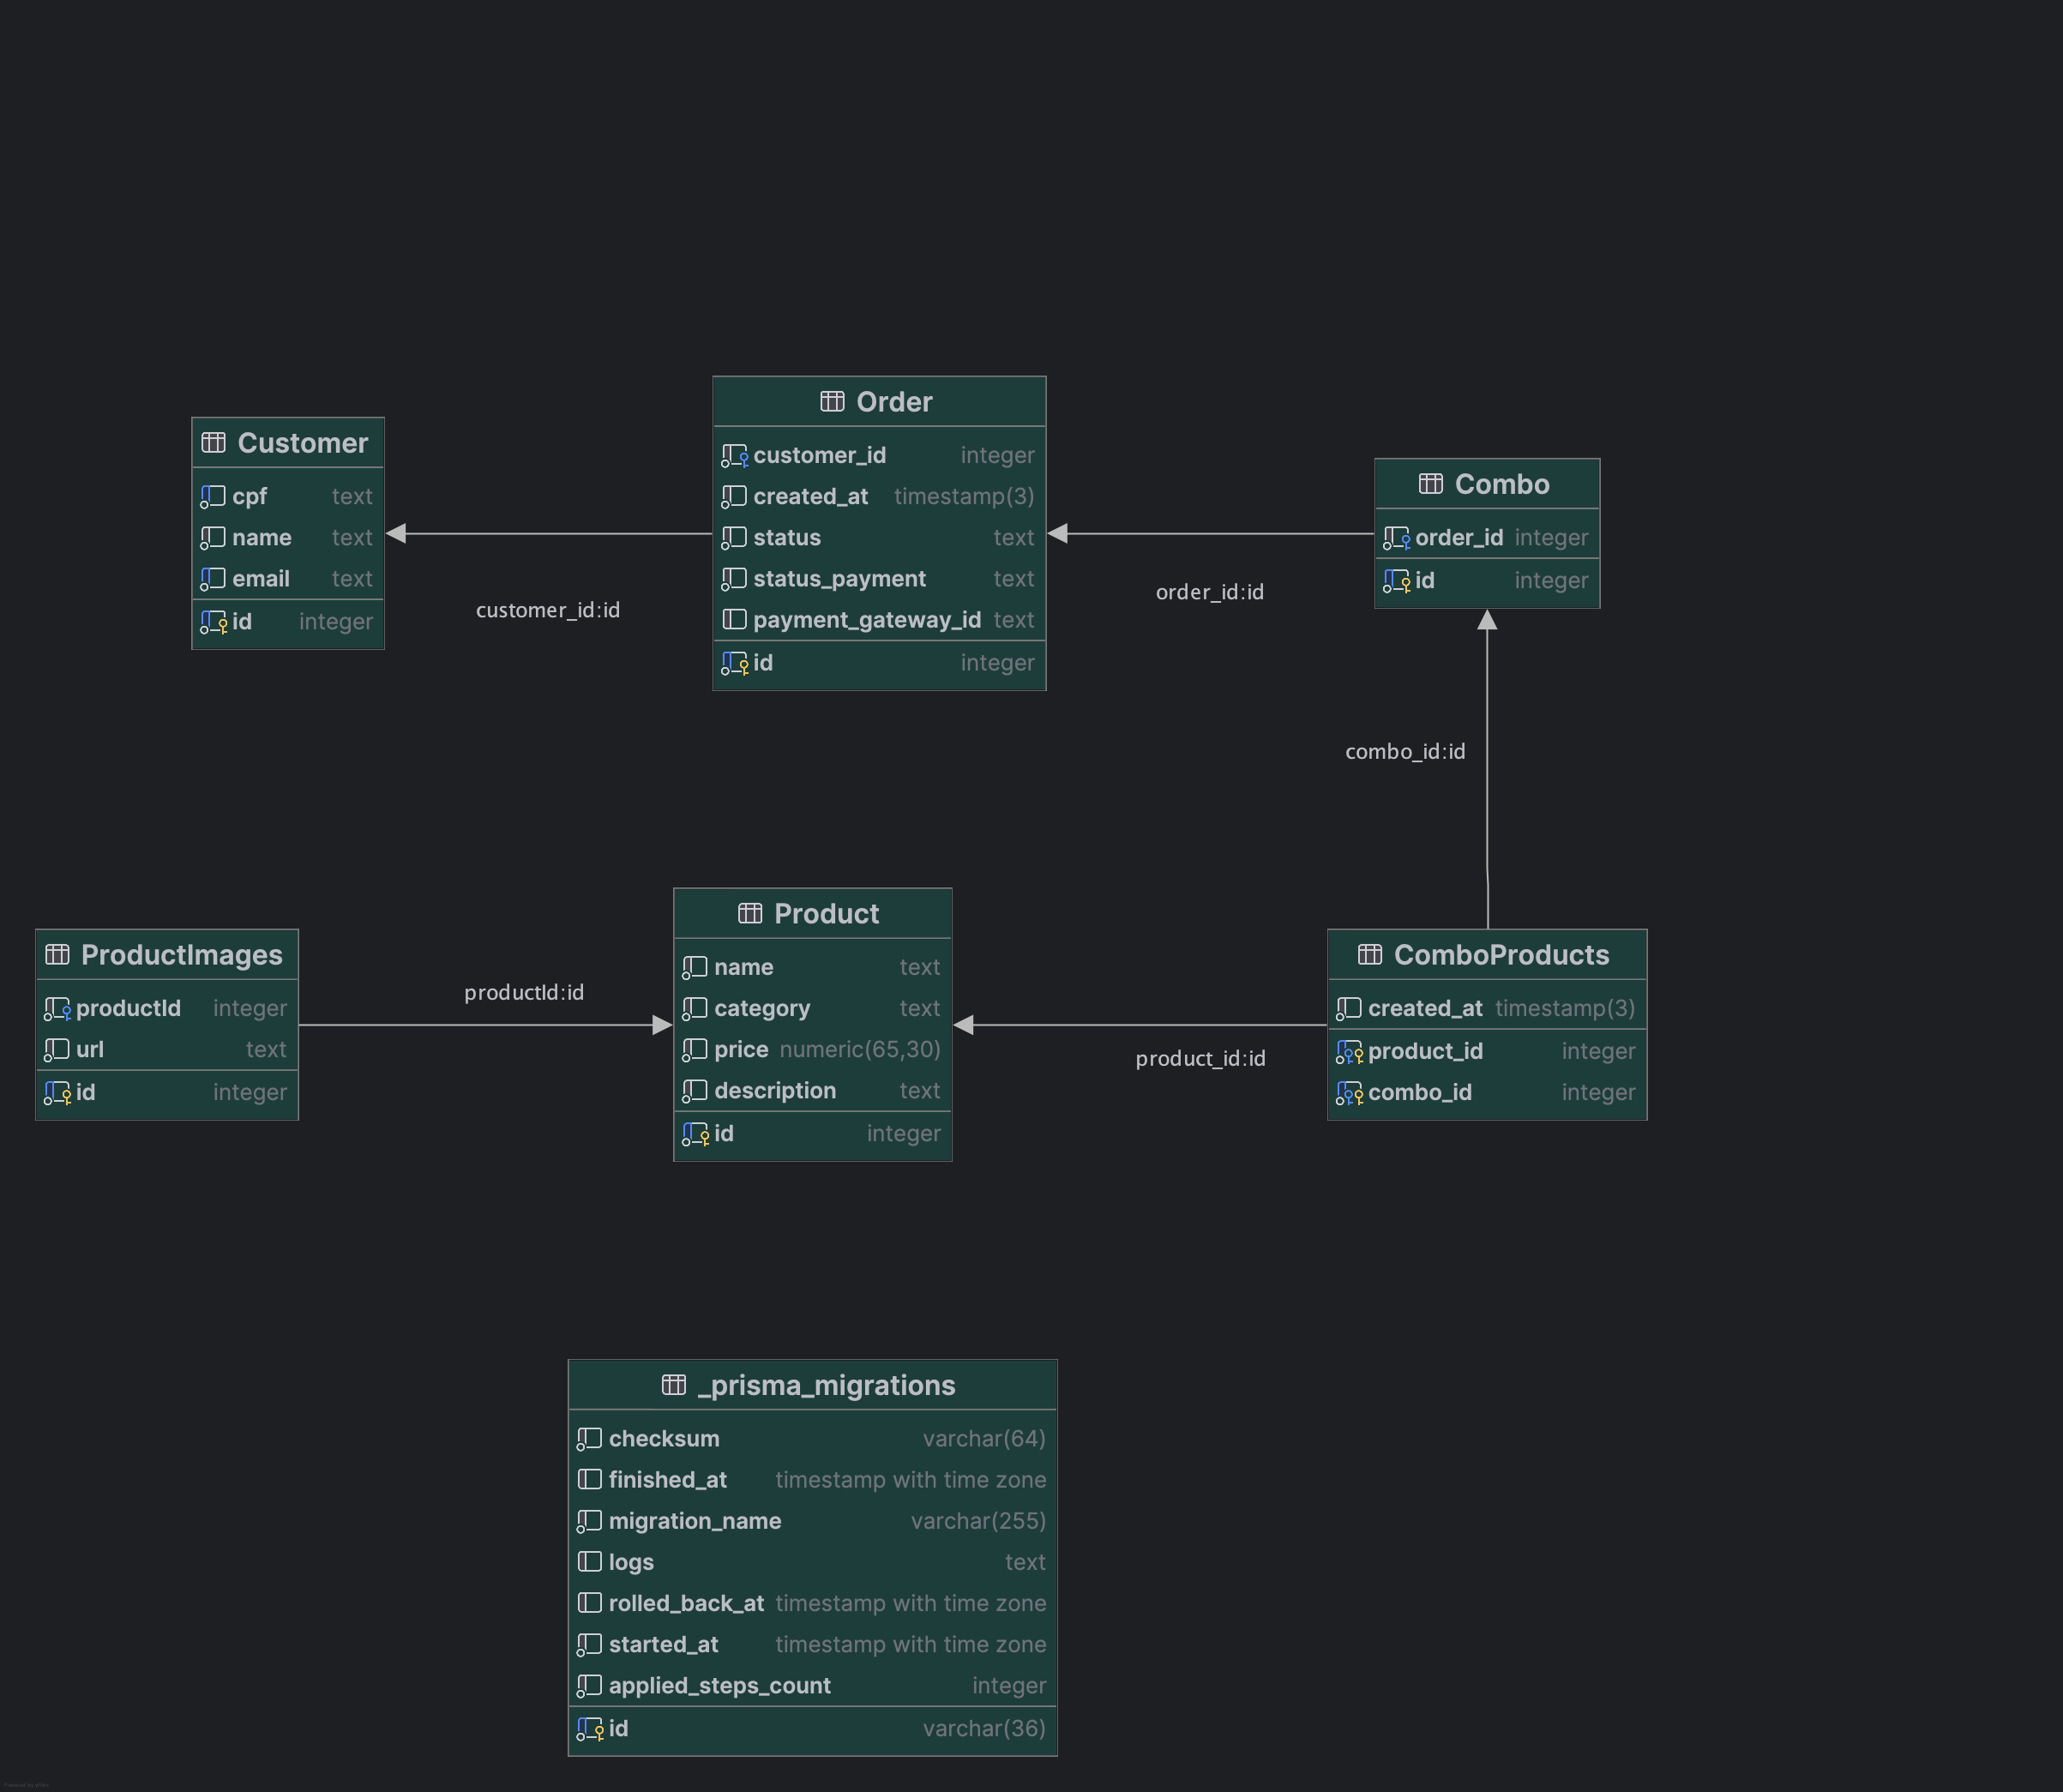 Order
customer_id integer
created_at timestamp(3)
status text
status_payment text
payment_gateway_id text
id integer
Customer
cpf text
name text
email text
id integer
customer_id:id
Combo
order_id integer
id integer
order_id:id
combo_id:id
Product
name text
category text
price numeric(65,30)
description text
id integer
ProductImages
productId integer
url text
id integer
productId:id
ComboProducts
created_at timestamp(3)
product_id integer
combo_id integer
product_id:id
_prisma_migrations
checksum varchar(64)
finished_at timestamp with time zone
migration_name varchar(255)
logs text
rolled_back_at timestamp with time zone
started_at timestamp with time zone
applied_steps_count integer
id varchar(36)
Powered by yFiles